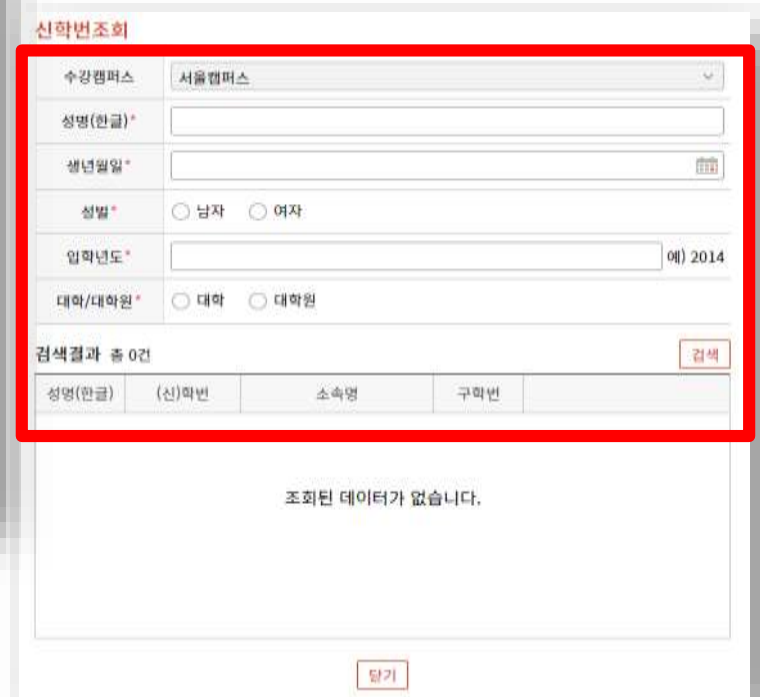 신학번조회
수강캠퍼스 서울캠퍼스
성명(한글)*
생년월일*
성별* 남자 여자
입학년도* 예) 2014
대학/대학원* 대학 대학원
검색결과 총 0건 검색
성명(한글) (신)학번 소속명 구학번
조회된 데이터가 없습니다.
닫기